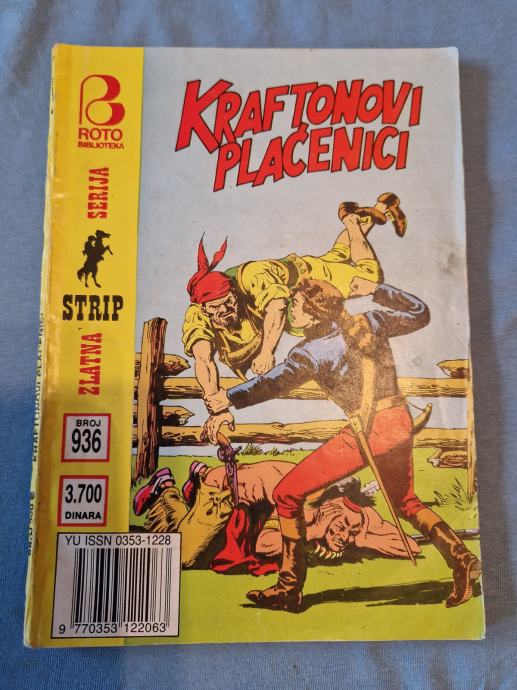 ROTO
BIBLIOTEKA
KRAFTONOVI
PLAĆENICI
ZLATNA
STRIP
SERIJA
BROJ
936
3.700
DINARA
YU ISSN 0353-1228
9 770353 122063